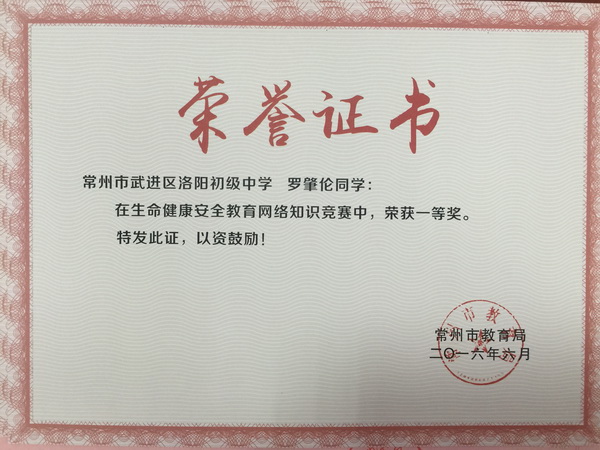 荣誉证书
常州市武进区洛阳初级中学 罗肇伦同学:
在生命健康安全教育网络知识竞赛中,荣获一等奖。
特发此证,以资鼓励!
常州市教育局
二〇一六年六月